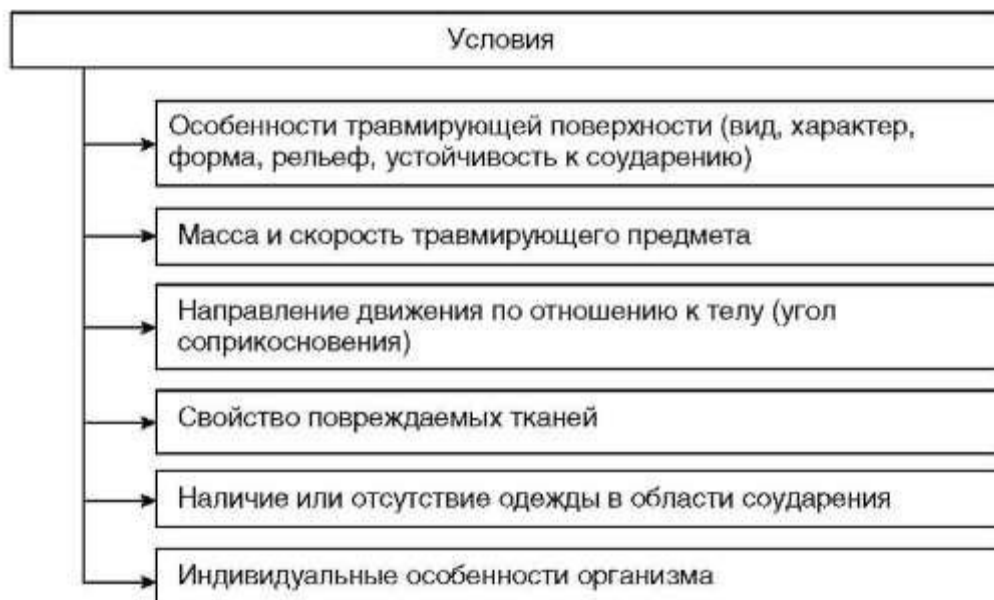 Условия
Особенности травмирующей поверхности (вид, характер,
форма, рельеф, устойчивость к соударению)
Масса и скорость травмирующего предмета
Направление движения по отношению к телу (угол
соприкосновения)
Свойство повреждаемых тканей
Наличие или отсутствие одежды в области соударения
Индивидуальные особенности организма